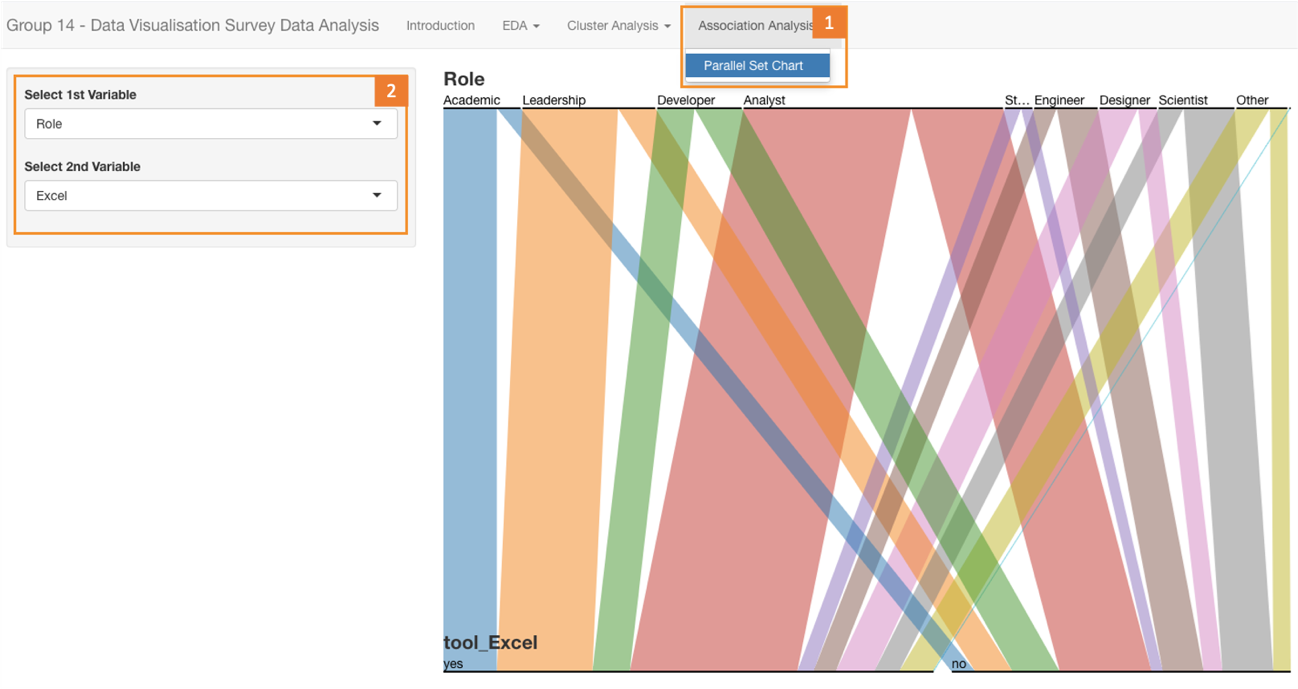 Group 14 - Data Visualisation Survey Data Analysis Introduction EDA Cluster Analysis Association Analysis 1
Parallel Set Chart
2
Select 1st Variable
Role
Select 2nd Variable
Excel
Role
Academic Leadership Developer Analyst St... Engineer Designer Scientist Other
tool_Excel
yes no